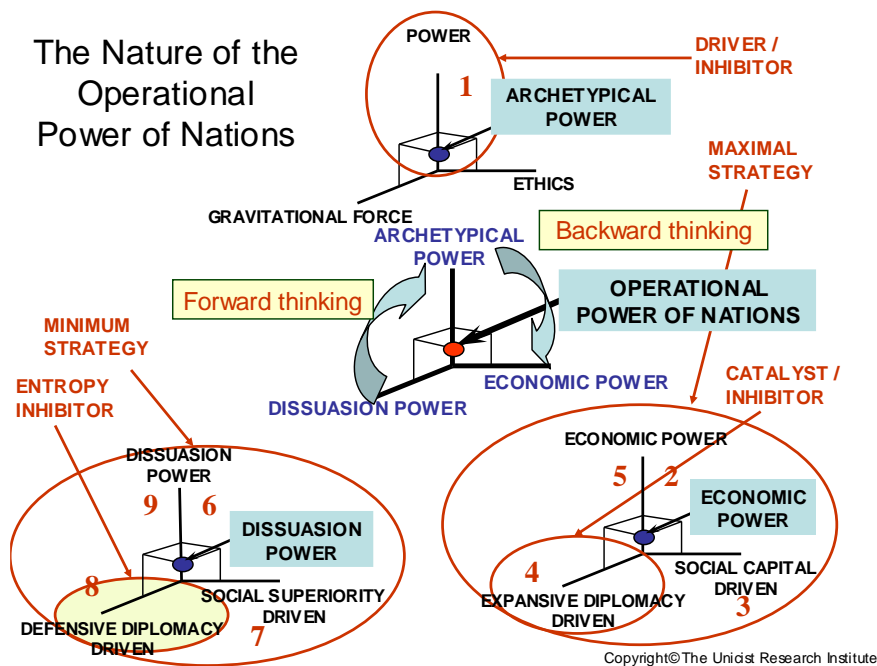 The Nature of the
Operational
Power of Nations
POWER
DRIVER /
INHIBITOR
1
ARCHETYPICAL
POWER
ETHICS
GRAVITATIONAL FORCE
MAXIMAL
STRATEGY
ARCHETYPICAL
POWER
Backward thinking
Forward thinking
OPERATIONAL
POWER OF NATIONS
MINIMUM
STRATEGY
ECONOMIC POWER
DISSUASION POWER
CATALYST /
INHIBITOR
ENTROPY
INHIBITOR
DISSUASION
POWER
9
6
DISSUASION
POWER
8
SOCIAL SUPERIORITY
DRIVEN
7
DEFENSIVE DIPLOMACY
DRIVEN
ECONOMIC POWER
5
2
ECONOMIC
POWER
4
SOCIAL CAPITAL
DRIVEN
3
EXPANSIVE DIPLOMACY
DRIVEN
Copyright©The Unicist Research Institute